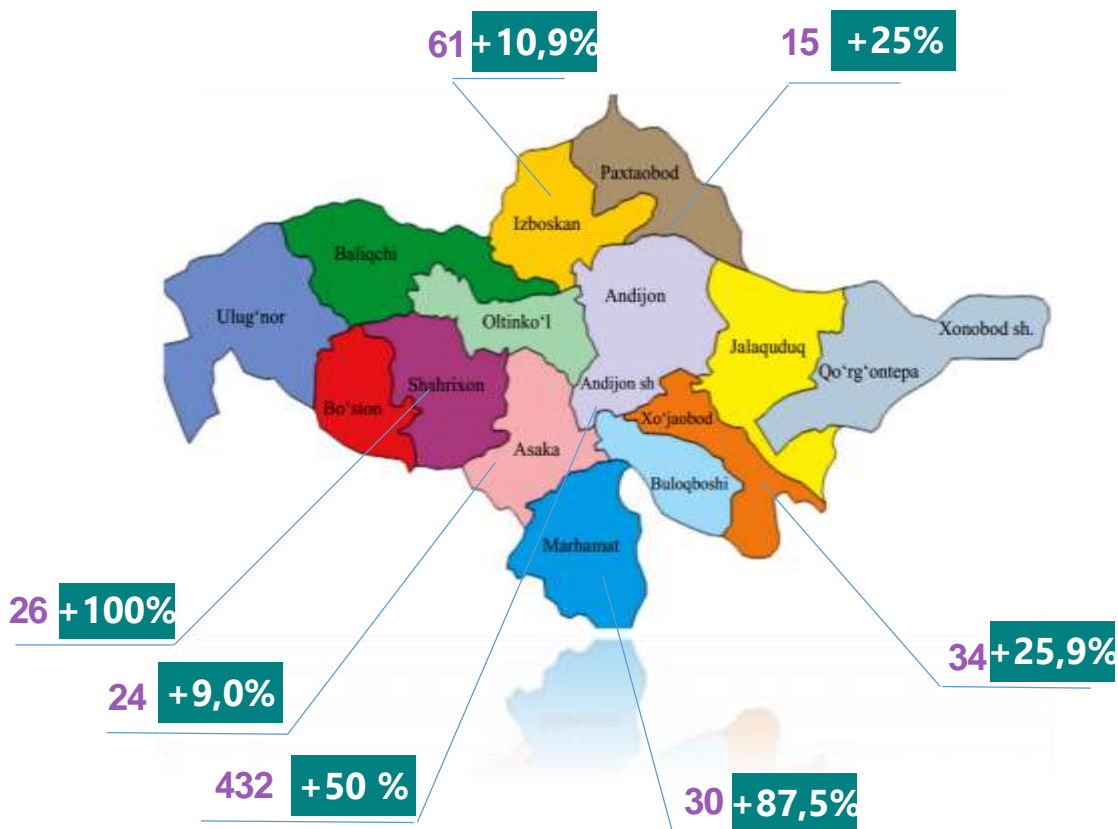 61 +10,9%
15 +25%
Paxtaobod
Izboskan
Baliqchi
Andijon
Ulug‘nor
Oltinko‘l
Xonobod sh.
Jalaquduq
Qo‘rg‘ontepa
Shahrixon
Andijon sh
Bo‘ston
Xo‘jaobod
Asaka
Buloqboshi
Marhamat
26 +100%
34 +25,9%
24 +9,0%
432 +50 %
30 +87,5%